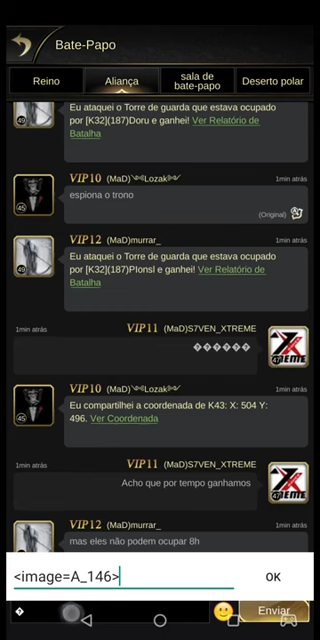 Bate-Papo
Reino
Aliança
sala de
bate-papo
Deserto polar
Eu ataquei o Torre de guarda que estava ocupado
por [K32](187)Doru e ganhei! Ver Relatório de
Batalha
49
VIP10 (MaD)༺Lozak༻
1min atrás
espiona o trono
(Original)
45
VIP12 (MaD)murrar_
1min atrás
Eu ataquei o Torre de guarda que estava ocupado
por [K32](187)PIonsl e ganhei! Ver Relatório de
Batalha
49
1min atrás
VIP11 (MaD)S7VEN_XTREME
������
47
XTREME
VIP10 (MaD)༺Lozak༻
1min atrás
Eu compartilhei a coordenada de K43: X: 504 Y:
496. Ver Coordenada
45
1min atrás
VIP11 (MaD)S7VEN_XTREME
Acho que por tempo ganhamos
47
XTREME
VIP12 (MaD)murrar_
1min atrás
mas eles não podem ocupar 8h
<image=A_146>
OK
�
Enviar